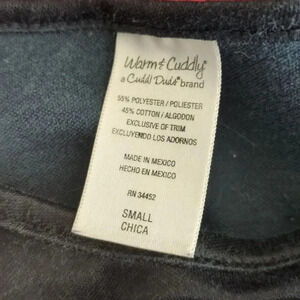 Warm & Cuddly®
a Cuddl Duds® brand
55% POLYESTER / POLIESTER
45% COTTON / ALGODON
EXCLUSIVE OF TRIM
EXCLUYENDO LOS ADORNOS
MADE IN MEXICO
HECHO EN MEXICO
RN 34452
SMALL
CHICA